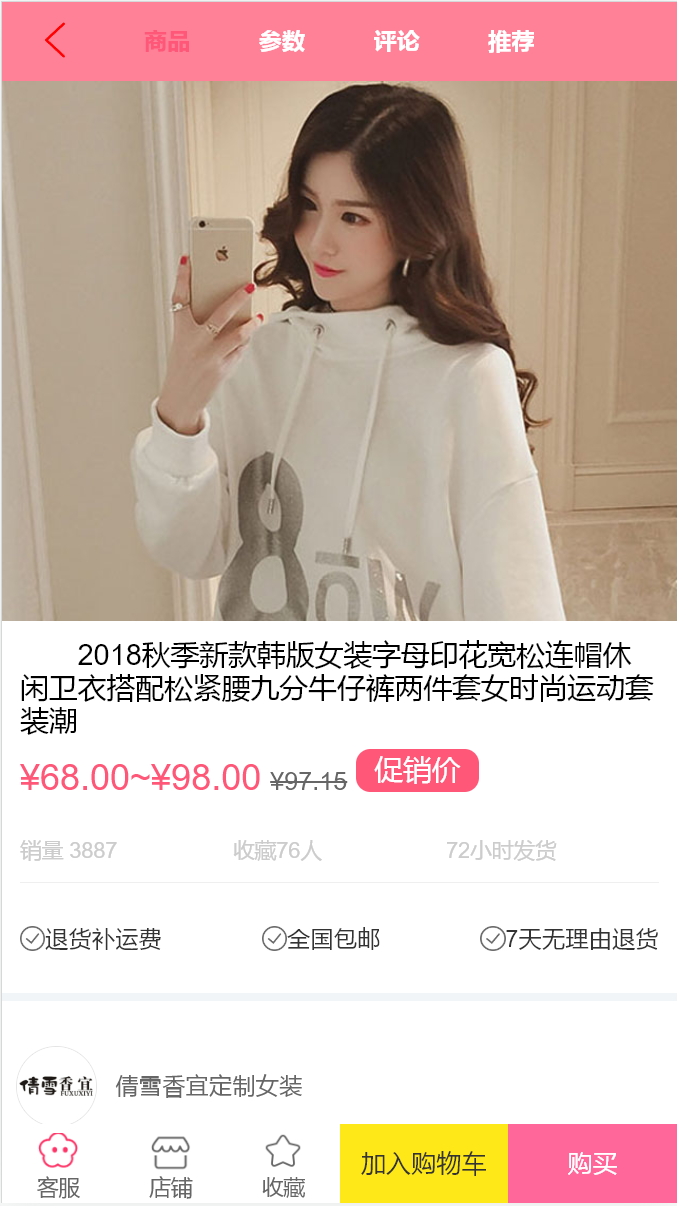 商品 参数 评论 推荐
2018秋季新款韩版女装字母印花宽松连帽休
闲卫衣搭配松紧腰九分牛仔裤两件套女时尚运动套
装潮
¥68.00~¥98.00 ¥97.15 促销价
销量 3887 收藏76人 72小时发货
退货补运费 全国包邮 7天无理由退货
倩雪香宜 FUXUXIYI 倩雪香宜定制女装
客服 店铺 收藏 加入购物车 购买